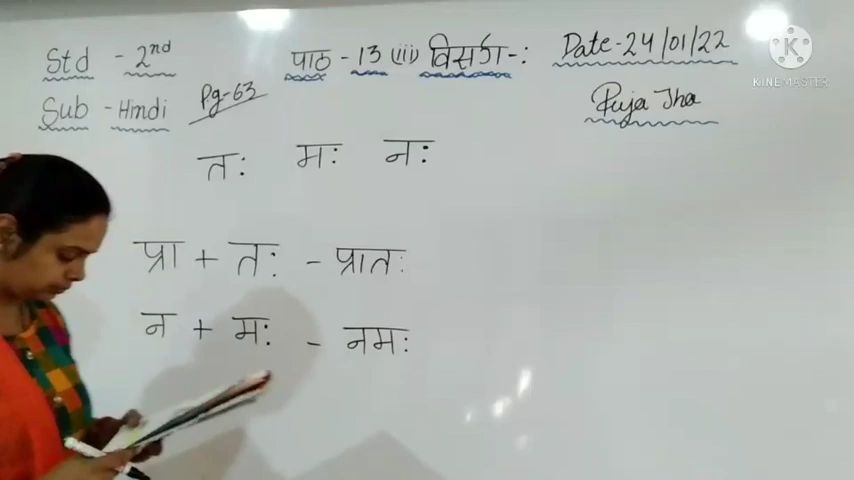 Std - 2nd पाठ - 13 (ii) विसर्ग-: Date-24/01/22
Sub - Hindi Pg-63 Puja Jha
KINEMASTER
तः मः नः
प्रा + तः - प्रातः
न + मः - नमः